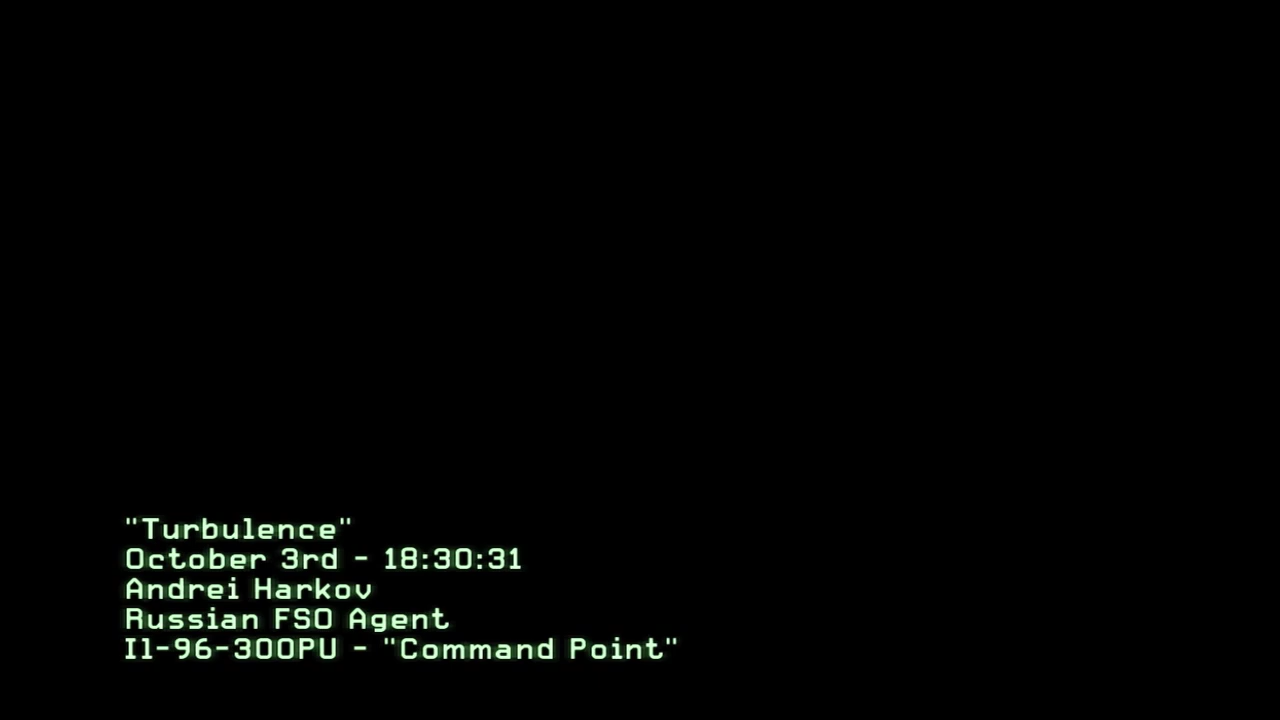 "Turbulence"
October 3rd - 18:30:31
Andrei Harkov
Russian FSO Agent
Il-96-300PU - "Command Point"